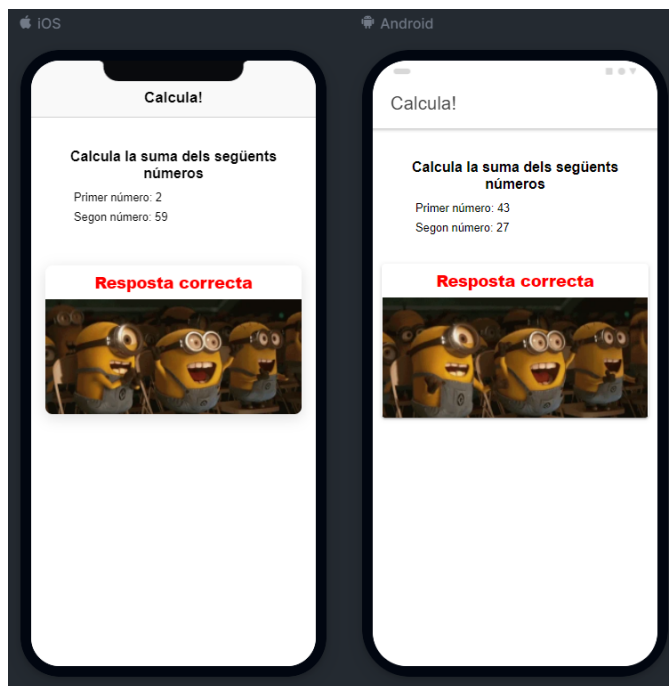 iOS
Calcula!
Calcula la suma dels següents
números
Primer número: 2
Segon número: 59
Resposta correcta
Android
Calcula!
Calcula la suma dels següents
números
Primer número: 43
Segon número: 27
Resposta correcta